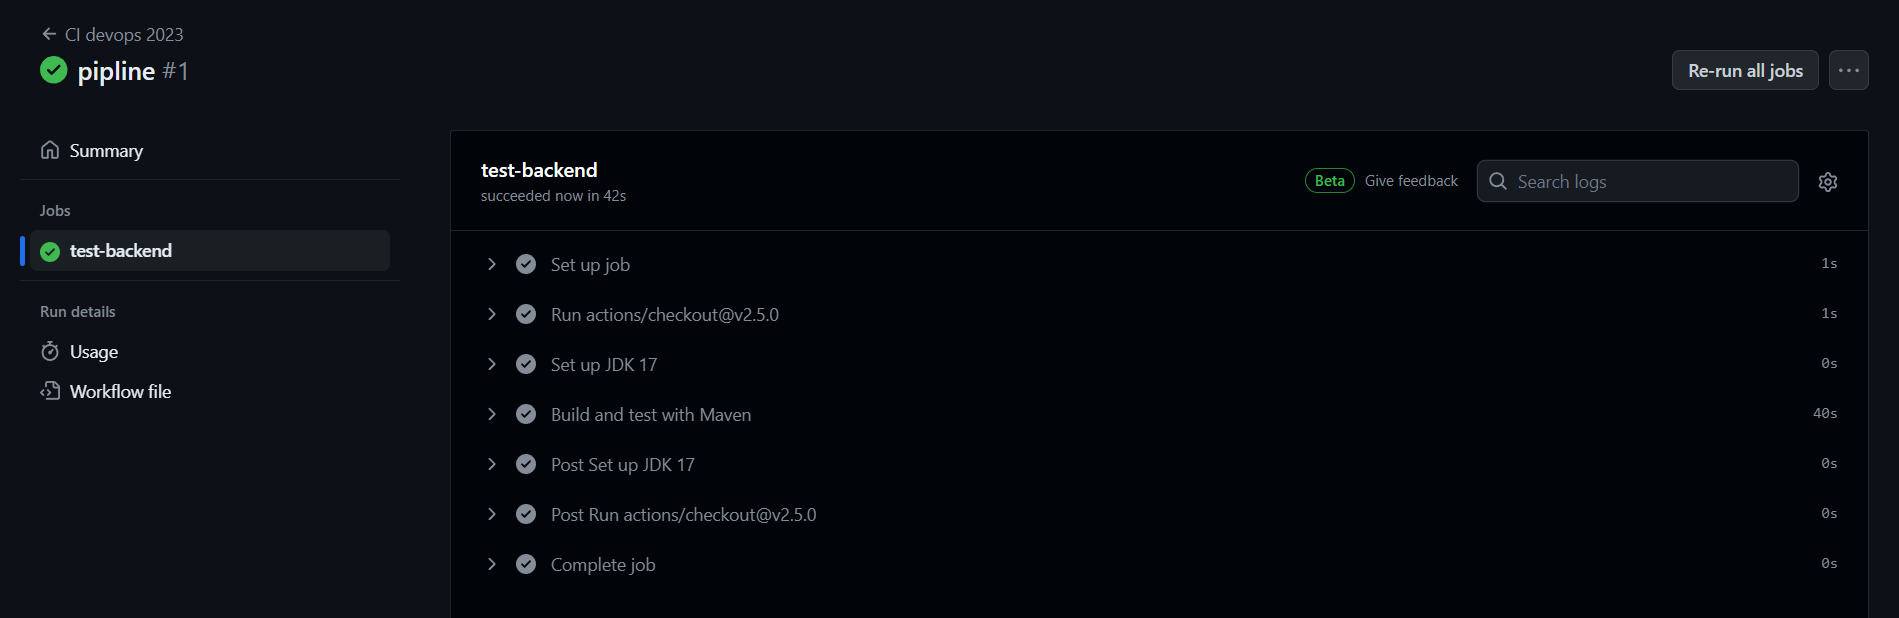 CI devops 2023
pipline #1
Re-run all jobs
Summary
Jobs
test-backend
Run details
Usage
Workflow file
test-backend
succeeded now in 42s
Beta Give feedback
Search logs
Set up job 1s
Run actions/checkout@v2.5.0 1s
Set up JDK 17 0s
Build and test with Maven 40s
Post Set up JDK 17 0s
Post Run actions/checkout@v2.5.0 0s
Complete job 0s